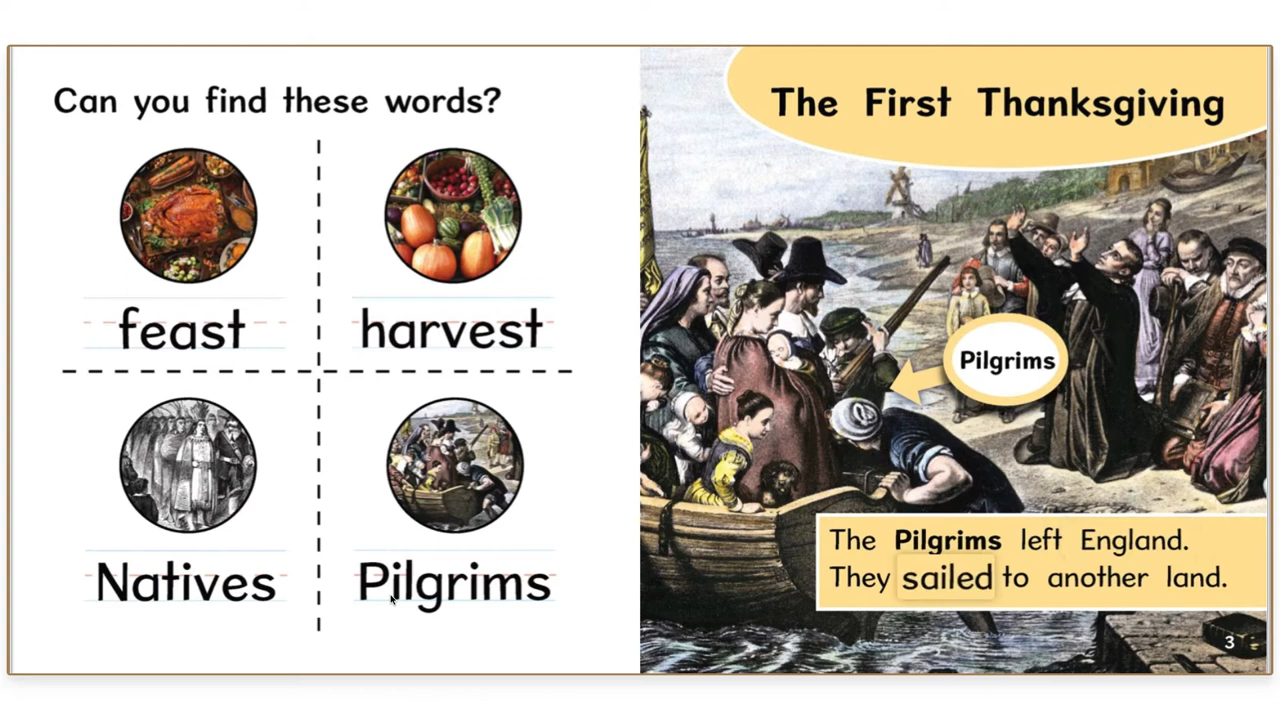 Can you find these words?
feast
harvest
Natives
Pilgrims
The First Thanksgiving
Pilgrims
The Pilgrims left England.
They sailed to another land.
3